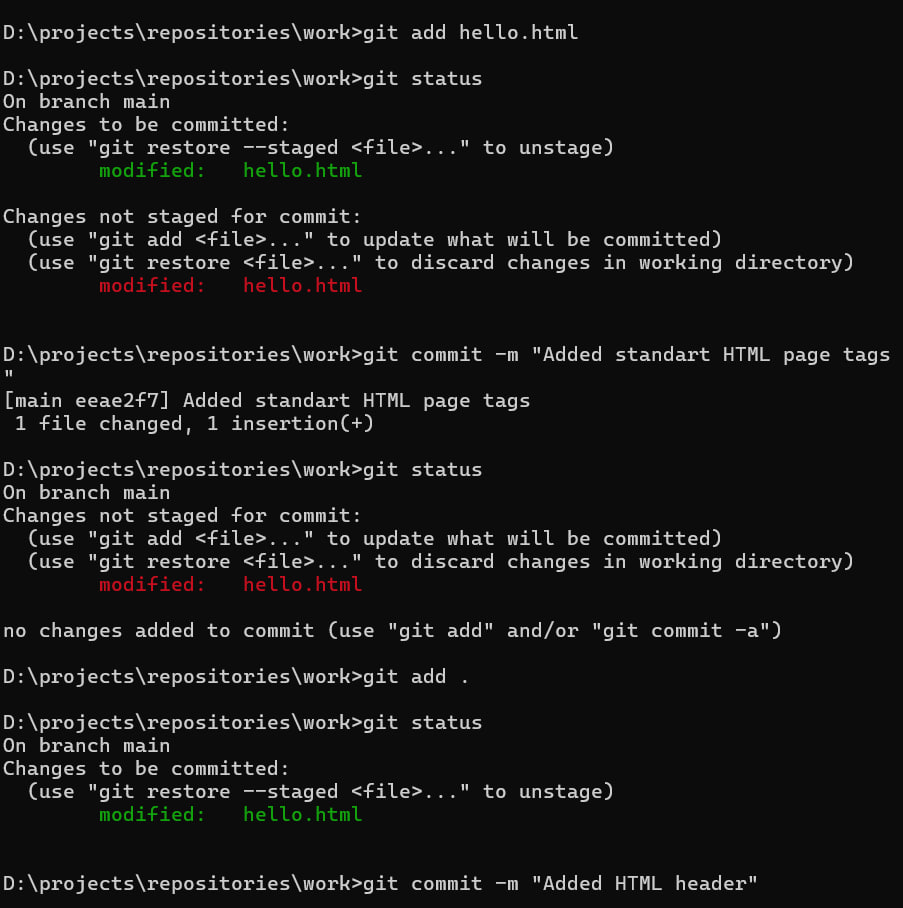 D:\projects\repositories\work>git add hello.html
D:\projects\repositories\work>git status
On branch main
Changes to be committed:
  (use "git restore --staged <file>..." to unstage)
        modified:   hello.html
Changes not staged for commit:
  (use "git add <file>..." to update what will be committed)
  (use "git restore <file>..." to discard changes in working directory)
        modified:   hello.html
D:\projects\repositories\work>git commit -m "Added standart HTML page tags
"
[main eeae2f7] Added standart HTML page tags
 1 file changed, 1 insertion(+)
D:\projects\repositories\work>git status
On branch main
Changes not staged for commit:
  (use "git add <file>..." to update what will be committed)
  (use "git restore <file>..." to discard changes in working directory)
        modified:   hello.html
no changes added to commit (use "git add" and/or "git commit -a")
D:\projects\repositories\work>git add .
D:\projects\repositories\work>git status
On branch main
Changes to be committed:
  (use "git restore --staged <file>..." to unstage)
        modified:   hello.html
D:\projects\repositories\work>git commit -m "Added HTML header"